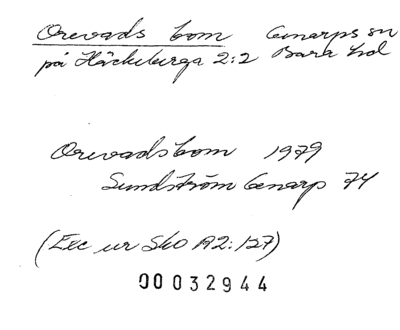 Orevads bom Genarps sn
på Häckeberga 2:2 Bara hd
Orevadsbom 1979
Sundström Genarp 74
(Exc ur Sko A2:127)
00032944